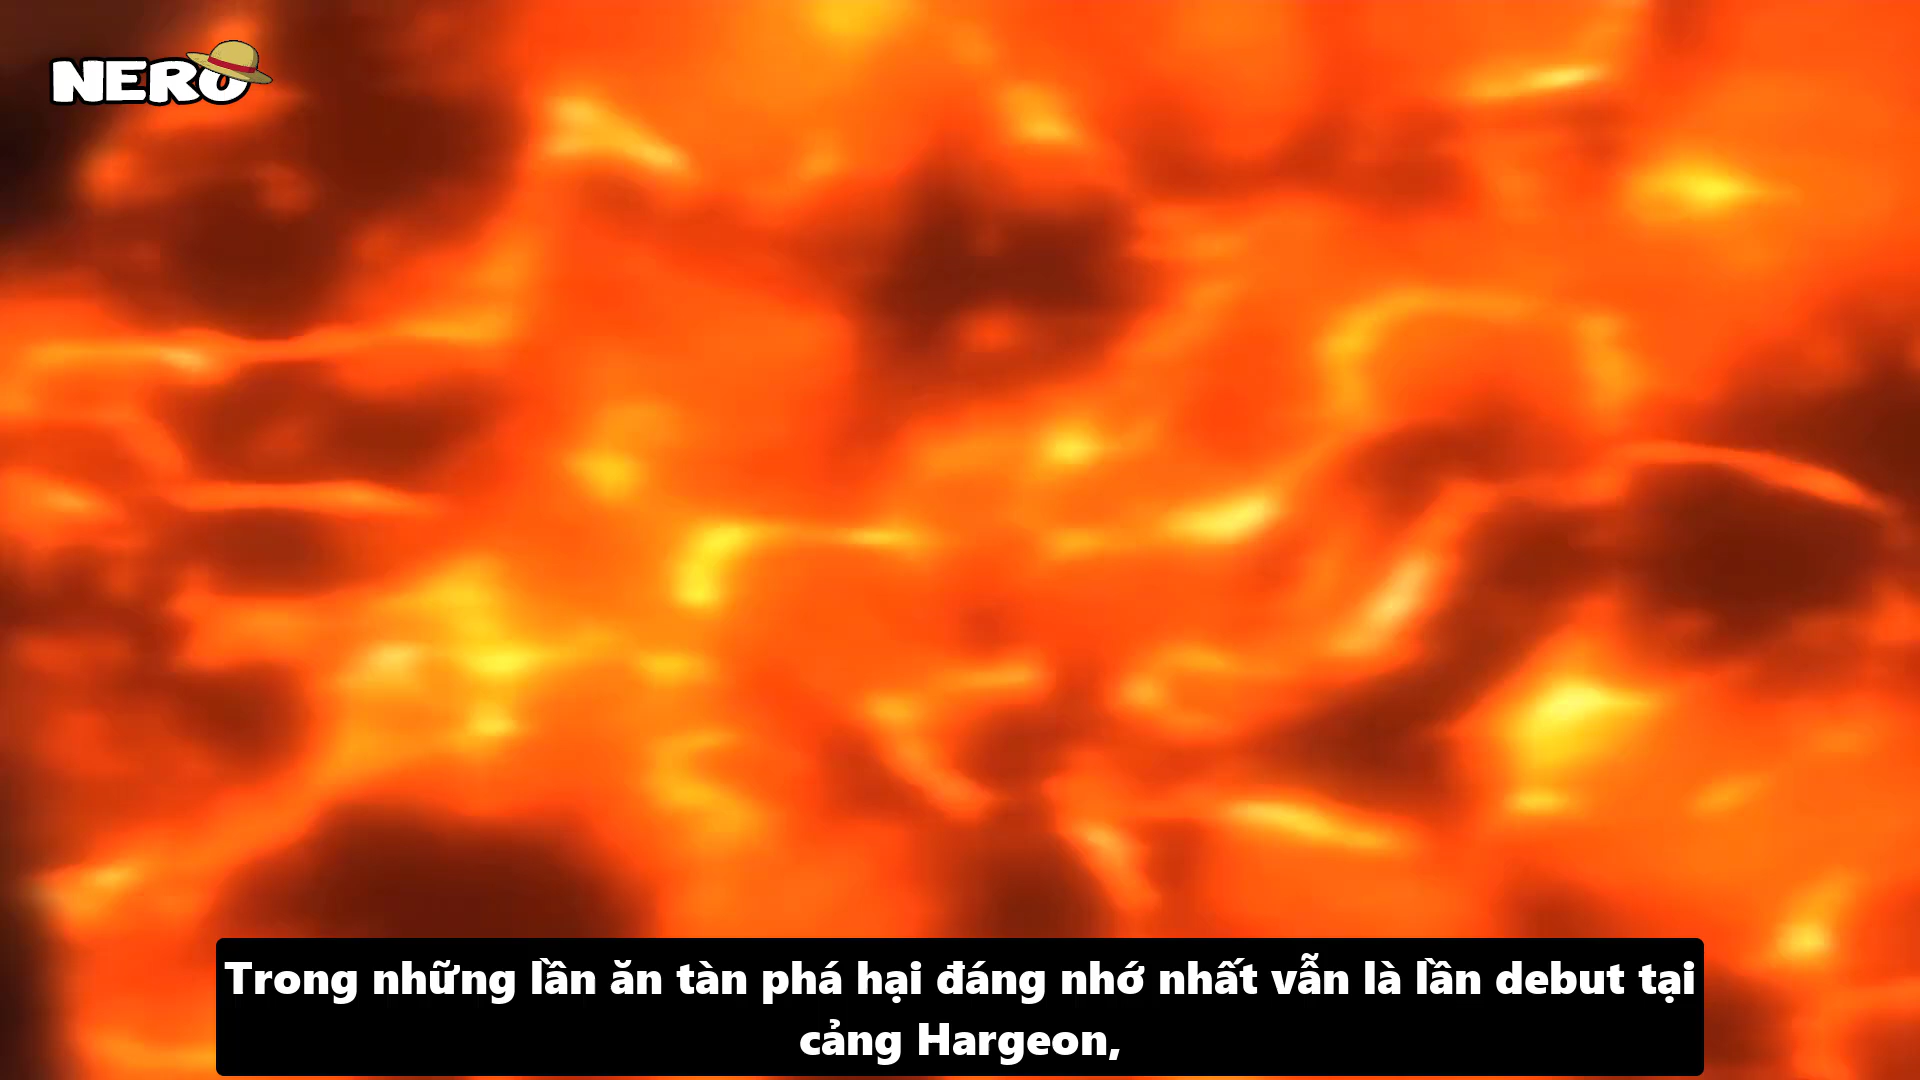 NERO
Trong những lần ăn tàn phá hại đáng nhớ nhất vẫn là lần debut tại
cảng Hargeon,